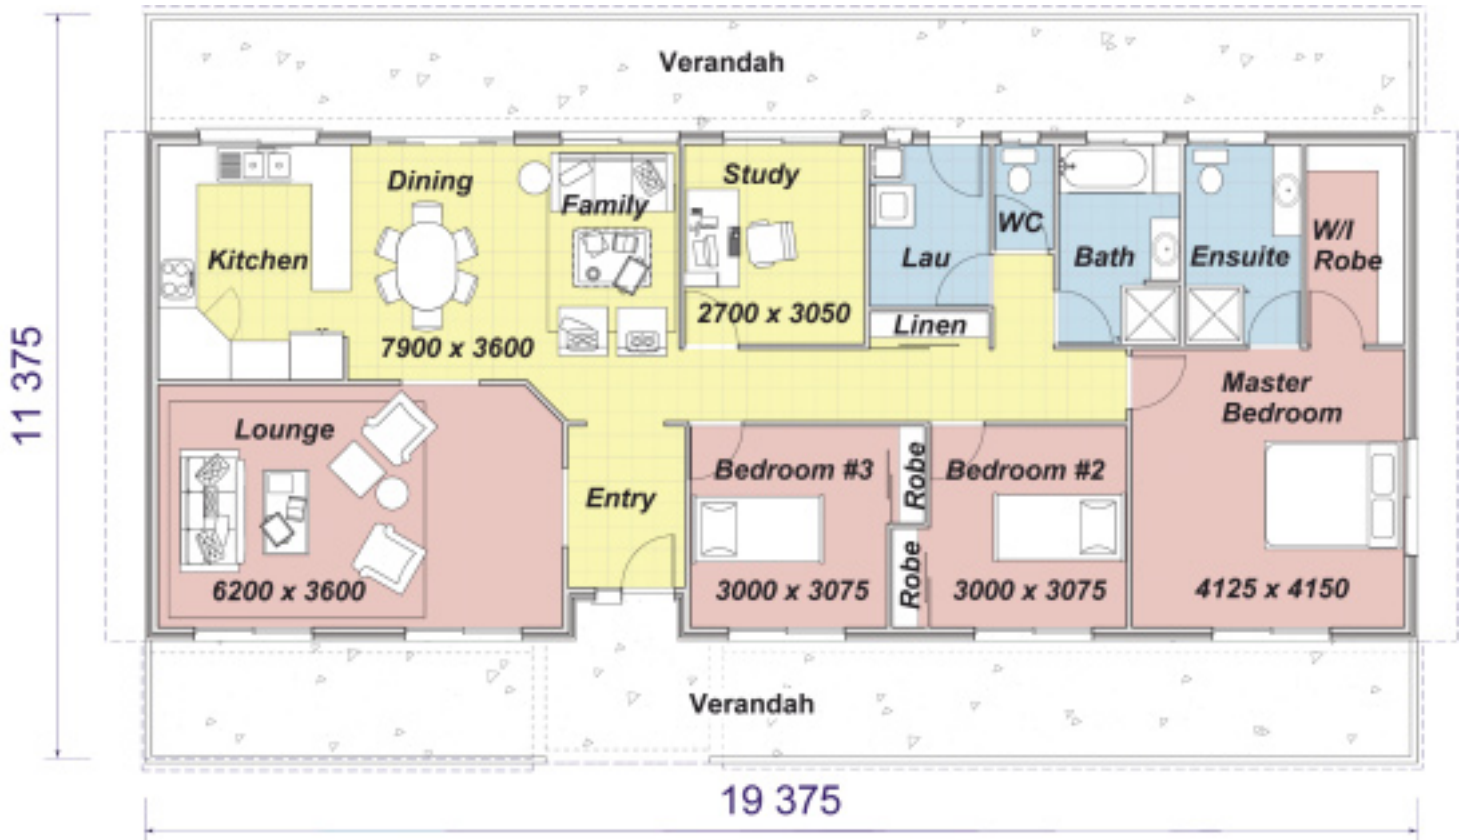 Verandah
Dining
Study
Family
Kitchen
WC
W/I
Robe
Lau
Bath
Ensuite
2700 x 3050
Linen
7900 x 3600
11 375
Master
Bedroom
Lounge
Bedroom #3
Robe
Bedroom #2
Entry
6200 x 3600
3000 x 3075
Robe
3000 x 3075
4125 x 4150
Verandah
19 375